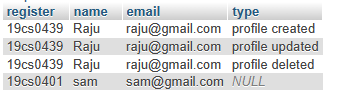 register name email type
19cs0439 Raju raju@gmail.com profile created
19cs0439 Raju raju@gmail.com profile updated
19cs0439 Raju raju@gmail.com profile deleted
19cs0401 sam sam@gmail.com NULL